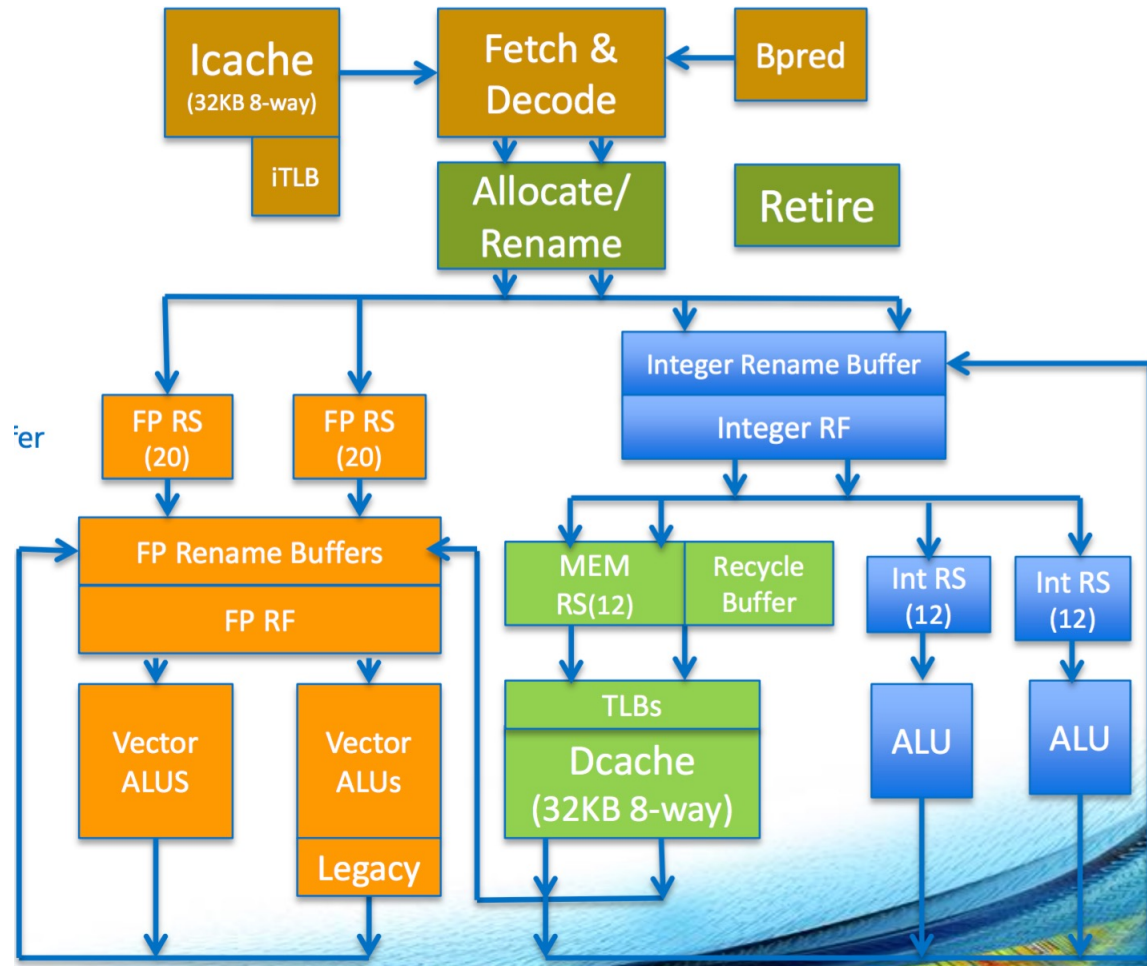 Icache
(32KB 8-way)
iTLB
Fetch &
Decode
Bpred
Allocate/
Rename
Retire
FP RS
(20)
FP RS
(20)
Integer Rename Buffer
Integer RF
FP Rename Buffers
FP RF
MEM
RS(12)
Recycle
Buffer
Int RS
(12)
Int RS
(12)
Vector
ALUS
Vector
ALUs
Legacy
TLBs
Dcache
(32KB 8-way)
ALU
ALU